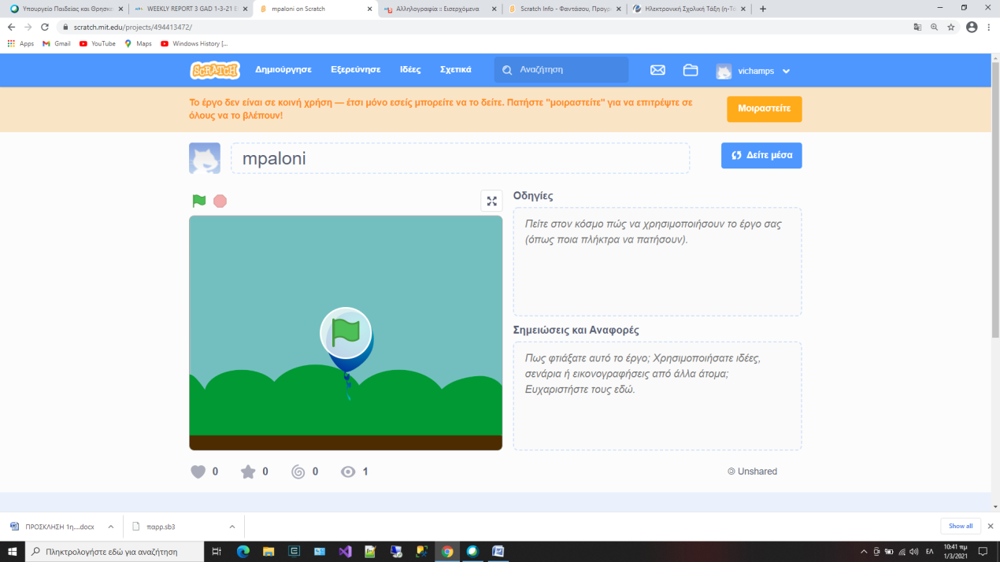 Υπουργείο Παιδείας και Θρησκε
WEEKLY REPORT 3 GAD 1-3-21 Ε
mpaloni on Scratch
Αλληλογραφία :: Εισερχόμενα
Scratch Info - Φαντάσου, Προγρ
Ηλεκτρονική Σχολική Τάξη (η-Τά
scratch.mit.edu/projects/494413472/
Apps
Gmail
YouTube
Maps
Windows History [...
SCRATCH
Δημιούργησε
Εξερεύνησε
Ιδέες
Σχετικά
Αναζήτηση
vichamps
Το έργο δεν είναι σε κοινή χρήση — έτσι μόνο εσείς μπορείτε να το δείτε. Πατήστε "μοιραστείτε" για να επιτρέψτε σε
όλους να το βλέπουν!
Μοιραστείτε
mpaloni
Δείτε μέσα
Οδηγίες
Πείτε στον κόσμο πώς να χρησιμοποιήσουν το έργο σας
(όπως ποια πλήκτρα να πατήσουν).
Σημειώσεις και Αναφορές
Πως φτιάξατε αυτό το έργο; Χρησιμοποιήσατε ιδέες,
σενάρια ή εικονογραφήσεις από άλλα άτομα;
Ευχαριστήστε τους εδώ.
0
0
0
1
Unshared
ΠΡΟΣΚΛΗΣΗ 1η....docx
παρρ.sb3
Show all
Πληκτρολογήστε εδώ για αναζήτηση
ΕΛ
10:41 πμ
1/3/2021